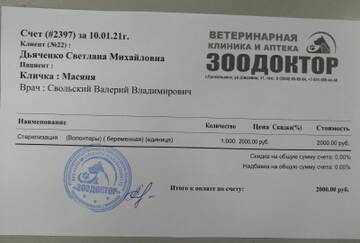 Счет (#2397) за 10.01.21г.
Клиент (№22) :
Дьяченко Светлана Михайловна
Пациент :
Кличка : Масяня
Врач : Свольский Валерий Владимирович
ВЕТЕРИНАРНАЯ
КЛИНИКА И АПТЕКА
ЗООДОКТОР
Наименование Количество Цена Скидка(%) Стоимость
Стерилизация (Волонтары) ( беременная) (единица) 1.000 2000.00 руб. 2000.00 руб.
Скидка на общую сумму счета: 0.00%
Надбавка на общую сумму счета: 0.00%
Итого к оплате по счету: 2000.00 руб.
"ЗООДОКТОР"